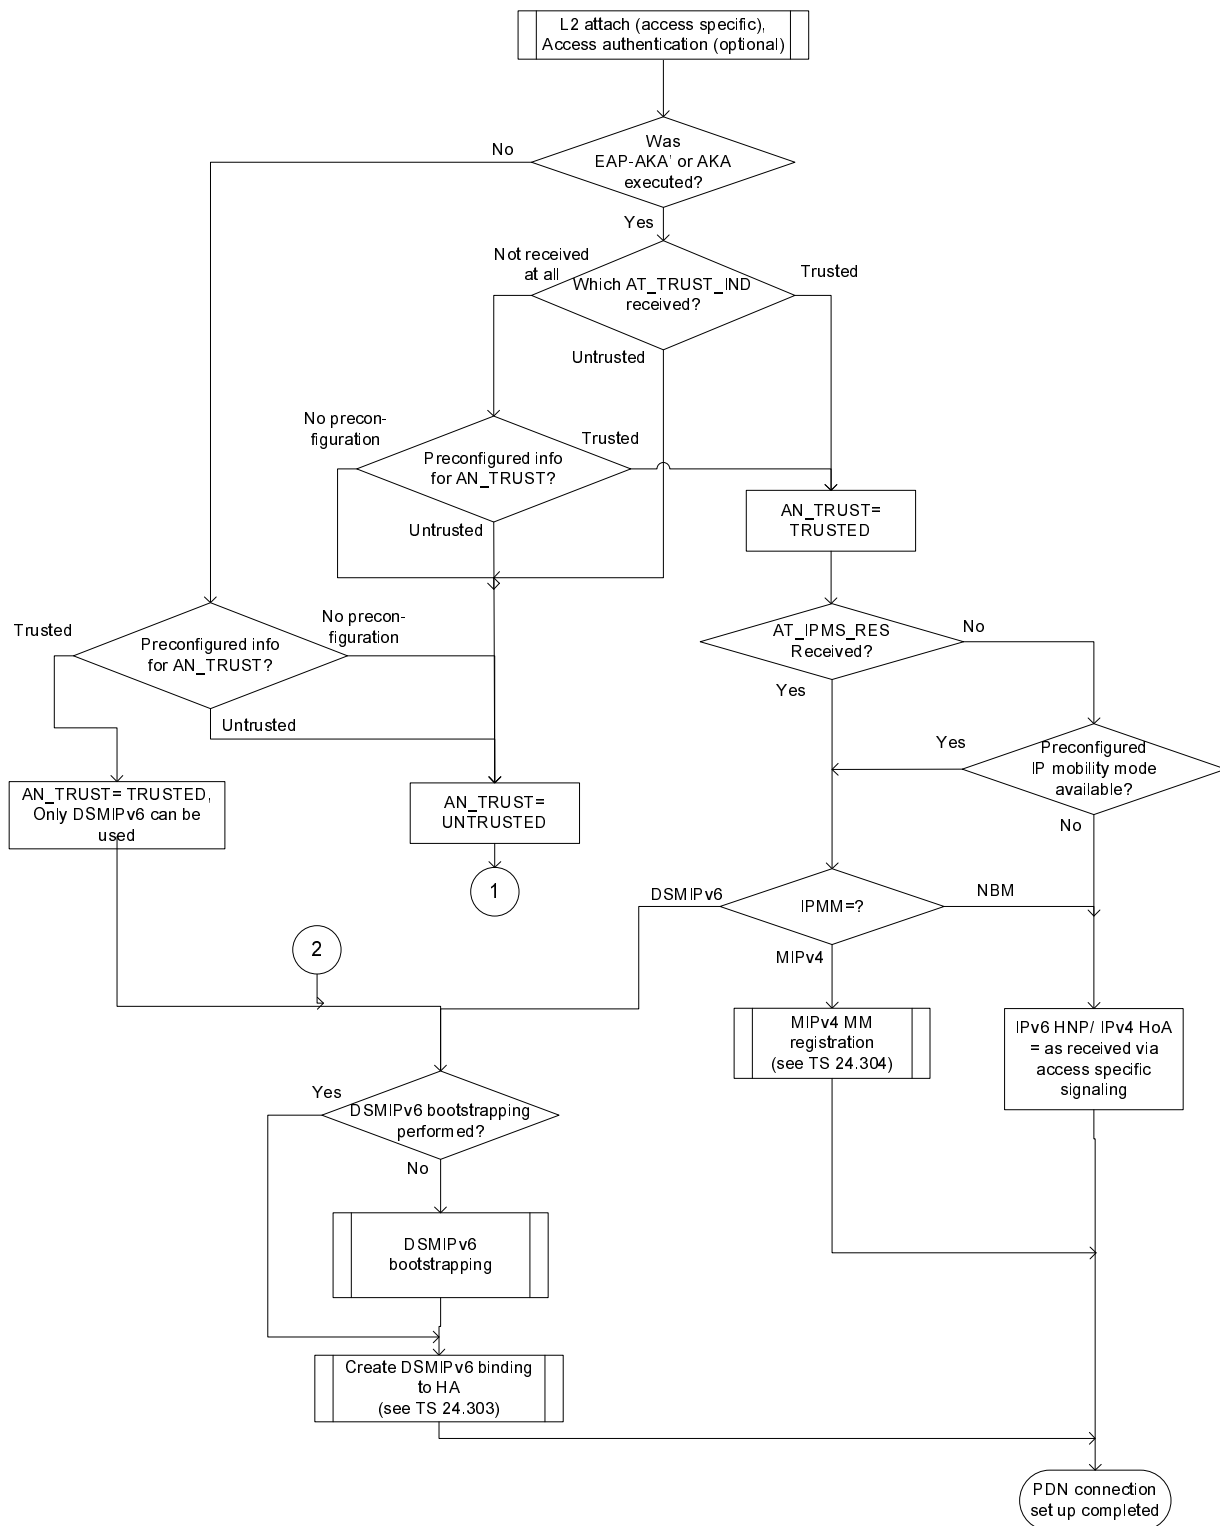 L2 attach (access specific),
Access authentication (optional)
No
Was
EAP-AKA' or AKA
executed?
Yes
Not received
at all
Which AT_TRUST_IND
received?
Trusted
Untrusted
No precon-
figuration
Trusted
Preconfigured info
for AN_TRUST?
Untrusted
AN_TRUST=
TRUSTED
Trusted
Preconfigured info
for AN_TRUST?
No precon-
figuration
Untrusted
AT_IPMS_RES
Received?
No
Yes
Yes
Preconfigured
IP mobility mode
available?
No
AN_TRUST= TRUSTED,
Only DSMIPv6 can be
used
AN_TRUST=
UNTRUSTED
1
DSMIPv6
IPMM=?
NBM
MIPv4
2
MIPv4 MM
registration
(see TS 24.304)
IPv6 HNP/ IPv4 HoA
= as received via
access specific
signaling
Yes
DSMIPv6 bootstrapping
performed?
No
DSMIPv6
bootstrapping
Create DSMIPv6 binding
to HA
(see TS 24.303)
PDN connection
set up completed